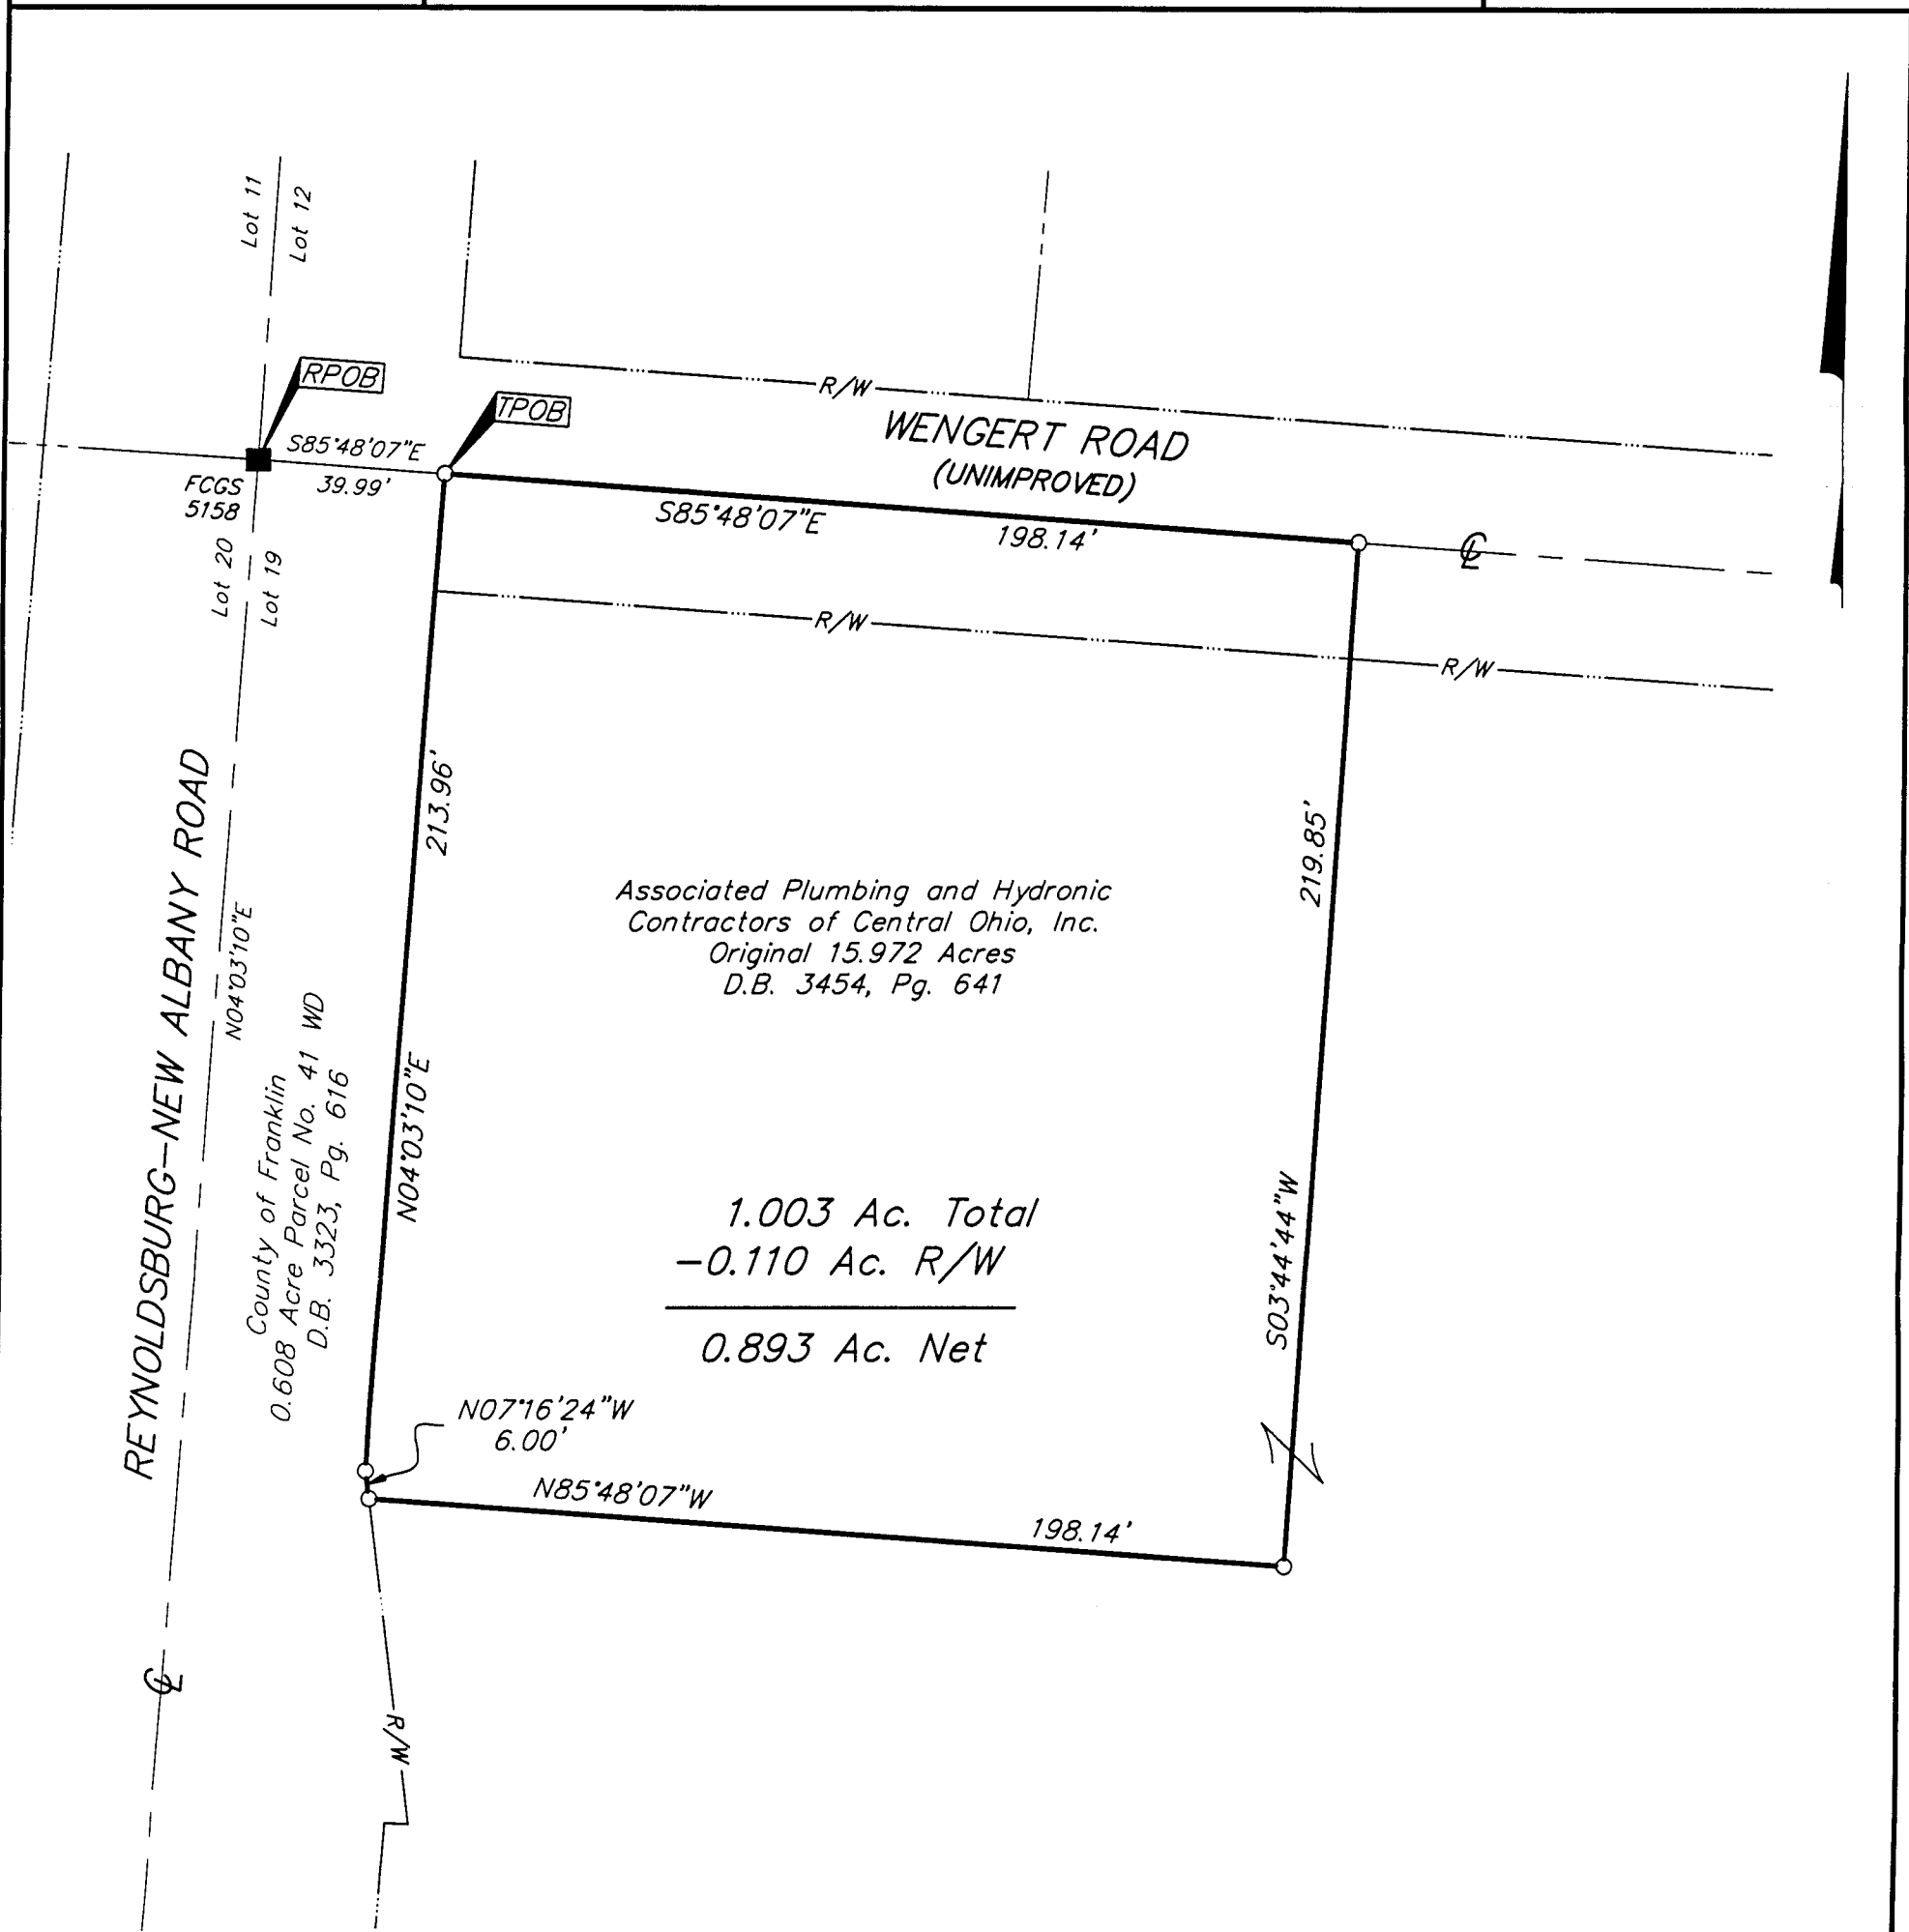 Lot 11
Lot 12
RPOB
TPOB
S85°48'07"E
39.99'
FCGS
5158
Lot 20
Lot 19
R/W
WENGERT ROAD
(UNIMPROVED)
S85°48'07"E
198.14'
℄
R/W
R/W
213.96'
N04°03'10"E
219.85'
S03°44'44"W
REYNOLDSBURG-NEW ALBANY ROAD
N04°03'10"E
County of Franklin
0.608 Acre Parcel No. 41 WD
D.B. 3323, Pg. 616
Associated Plumbing and Hydronic
Contractors of Central Ohio, Inc.
Original 15.972 Acres
D.B. 3454, Pg. 641
1.003 Ac. Total
-0.110 Ac. R/W
0.893 Ac. Net
N07°16'24"W
6.00'
N85°48'07"W
198.14'
℄
R/W